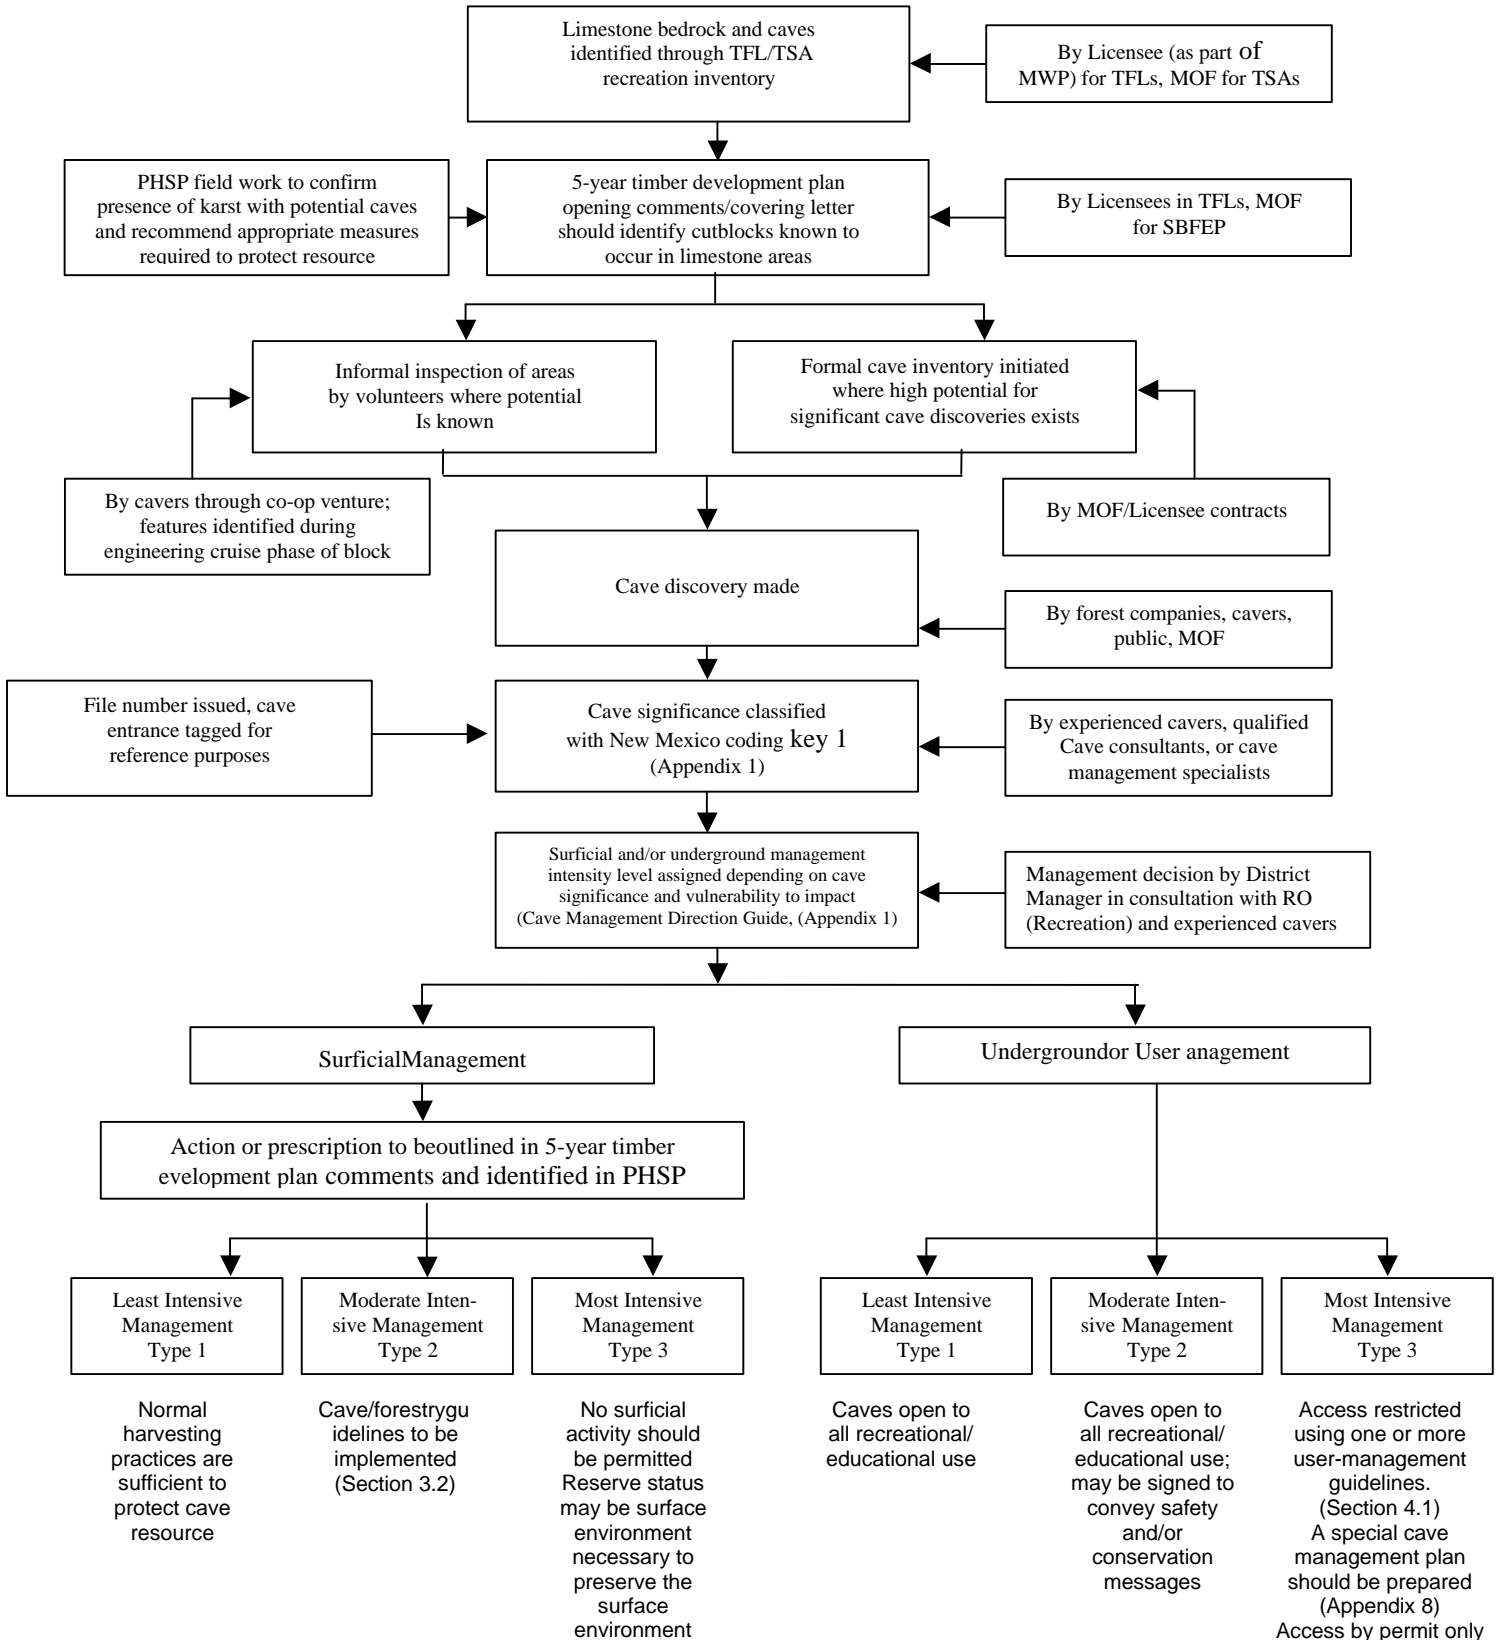 Limestone bedrock and caves
identified through TFL/TSA
recreation inventory
By Licensee (as part of
MWP) for TFLs, MOF for TSAs
PHSP field work to confirm
presence of karst with potential caves
and recommend appropriate measures
required to protect resource
5-year timber development plan
opening comments/covering letter
should identify cutblocks known to
occur in limestone areas
By Licensees in TFLs, MOF
for SBFEP
Informal inspection of areas
by volunteers where potential
Is known
Formal cave inventory initiated
where high potential for
significant cave discoveries exists
By cavers through co-op venture;
features identified during
engineering cruise phase of block
By MOF/Licensee contracts
Cave discovery made
By forest companies, cavers,
public, MOF
File number issued, cave
entrance tagged for
reference purposes
Cave significance classified
with New Mexico coding key 1
(Appendix 1)
By experienced cavers, qualified
Cave consultants, or cave
management specialists
Surficial and/or underground management
intensity level assigned depending on cave
significance and vulnerability to impact
(Cave Management Direction Guide, (Appendix 1)
Management decision by District
Manager in consultation with RO
(Recreation) and experienced cavers
SurficialManagement
Undergroundor User anagement
Action or prescription to beoutlined in 5-year timber
evelopment plan comments and identified in PHSP
Least Intensive
Management
Type 1
Moderate Inten-
sive Management
Type 2
Most Intensive
Management
Type 3
Least Intensive
Management
Type 1
Moderate Inten-
sive Management
Type 2
Most Intensive
Management
Type 3
Normal
harvesting
practices are
sufficient to
protect cave
resource
Cave/forestrygu
idelines to be
implemented
(Section 3.2)
No surficial
activity should
be permitted
Reserve status
may be surface
environment
necessary to
preserve the
surface
environment
Caves open to
all recreational/
educational use
Caves open to
all recreational/
educational use;
may be signed to
convey safety
and/or
conservation
messages
Access restricted
using one or more
user-management
guidelines.
(Section 4.1)
A special cave
management plan
should be prepared
(Appendix 8)
Access by permit only